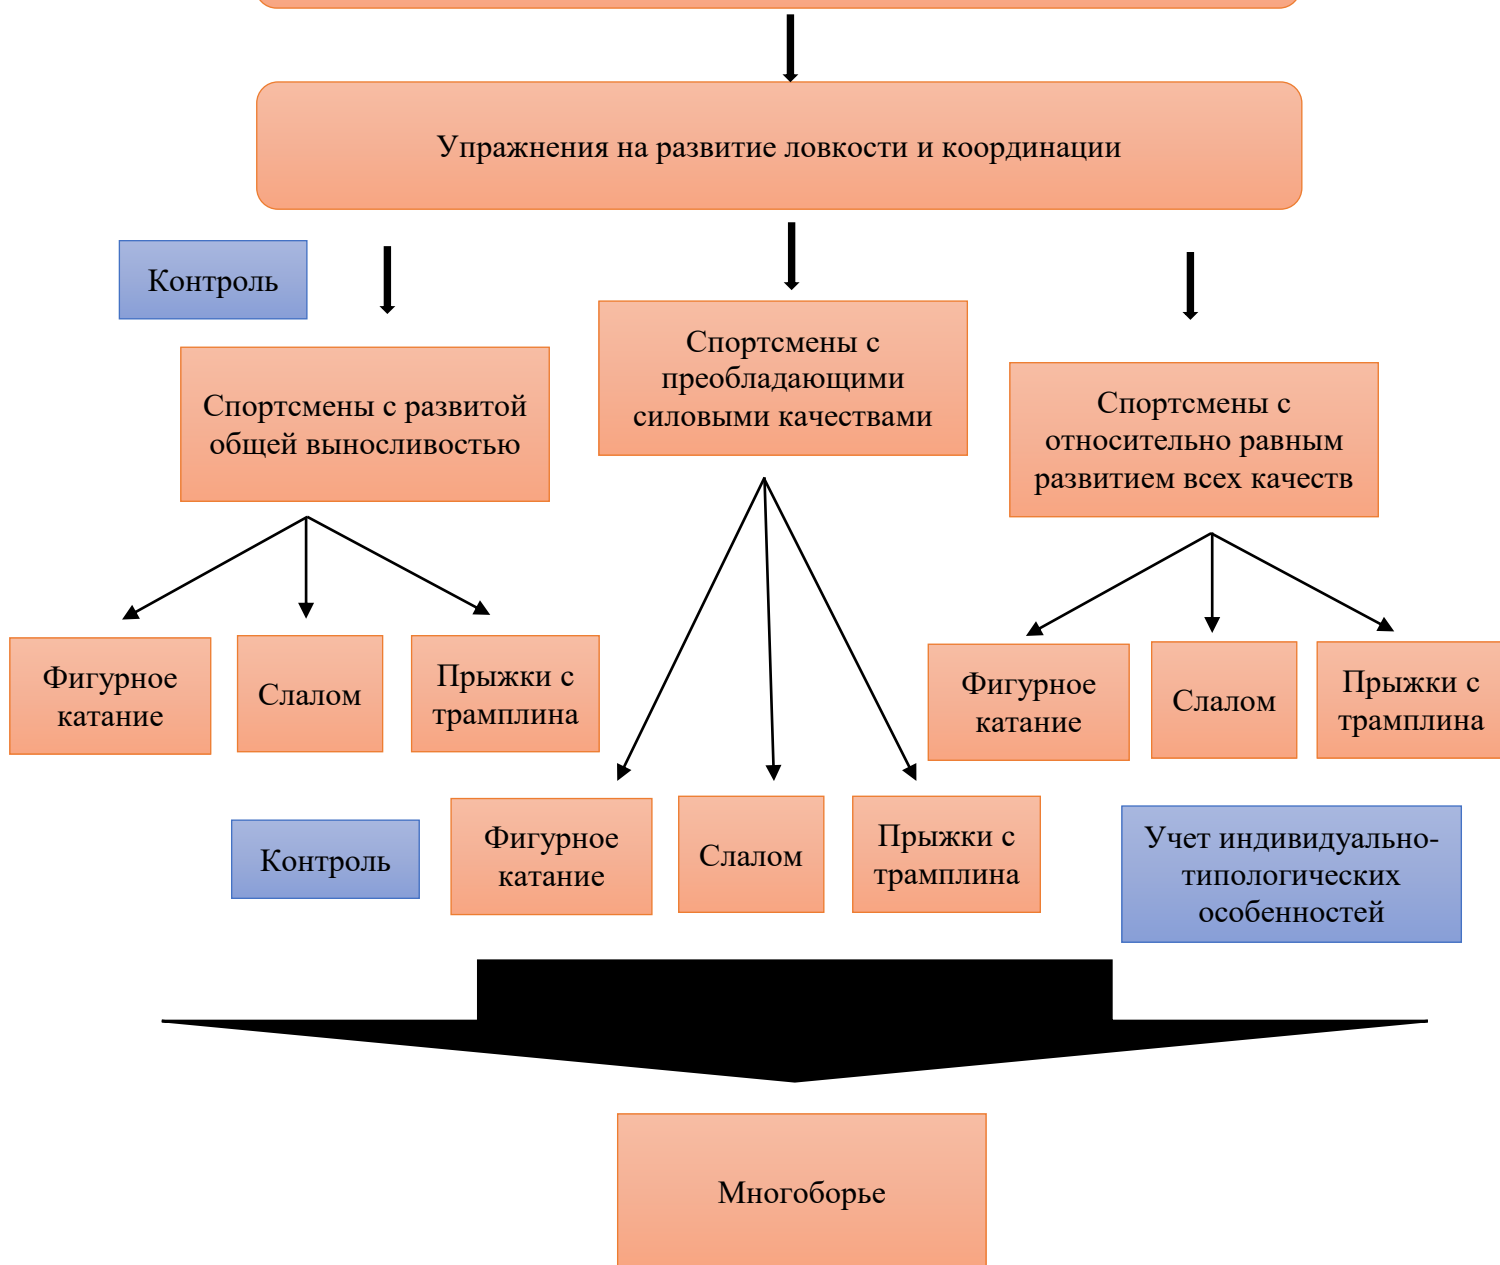 Упражнения на развитие ловкости и координации
Контроль
Спортсмены с развитой
общей выносливостью
Спортсмены с
преобладающими
силовыми качествами
Спортсмены с
относительно равным
развитием всех качеств
Фигурное
катание
Слалом
Прыжки с
трамплина
Фигурное
катание
Слалом
Прыжки с
трамплина
Контроль
Фигурное
катание
Слалом
Прыжки с
трамплина
Учет индивидуально-
типологических
особенностей
Многоборье